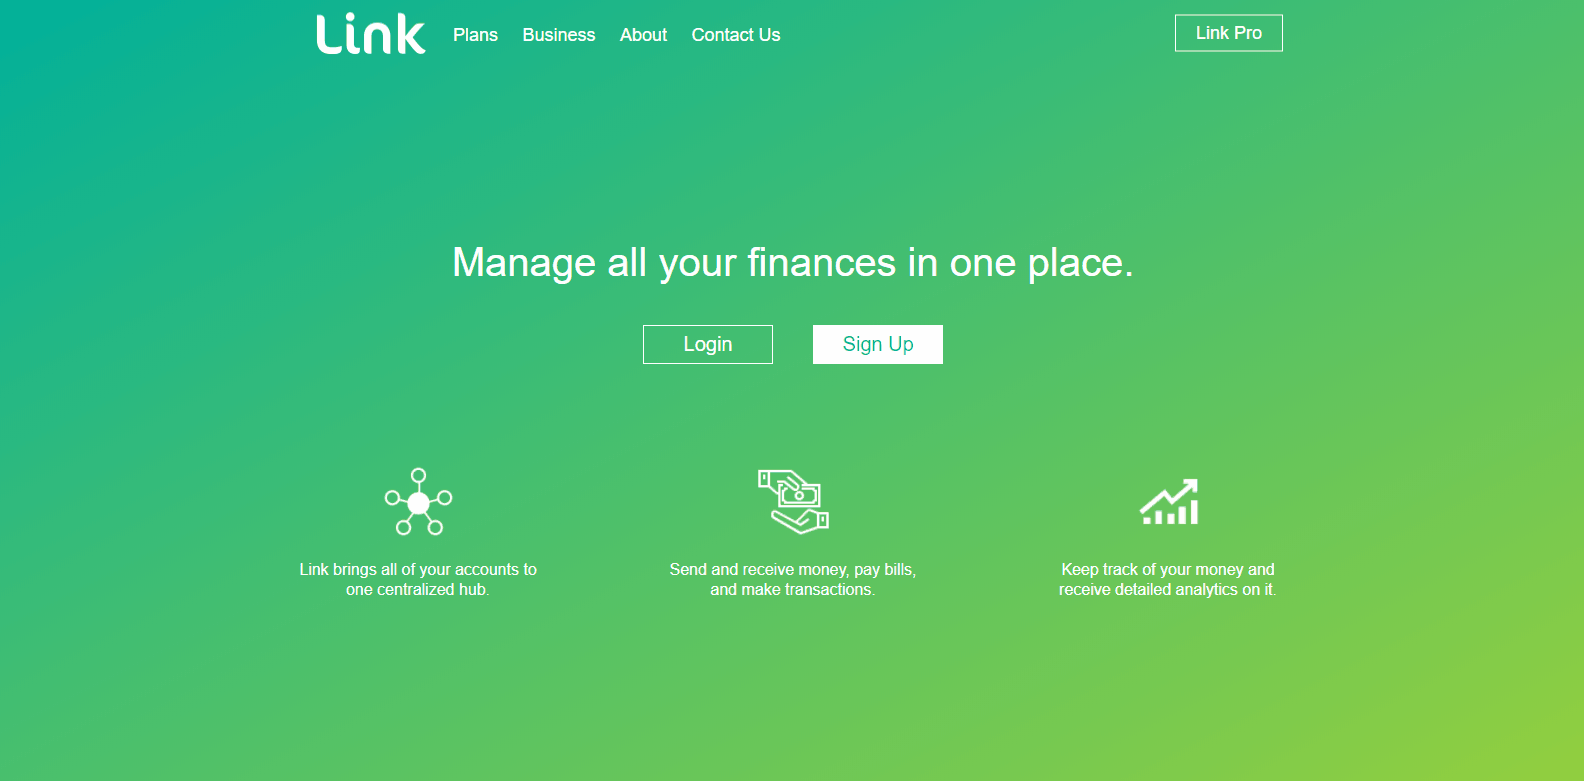 Link Plans Business About Contact Us Link Pro
Manage all your finances in one place.
Login Sign Up
Link brings all of your accounts to
one centralized hub.
Send and receive money, pay bills,
and make transactions.
Keep track of your money and
receive detailed analytics on it.